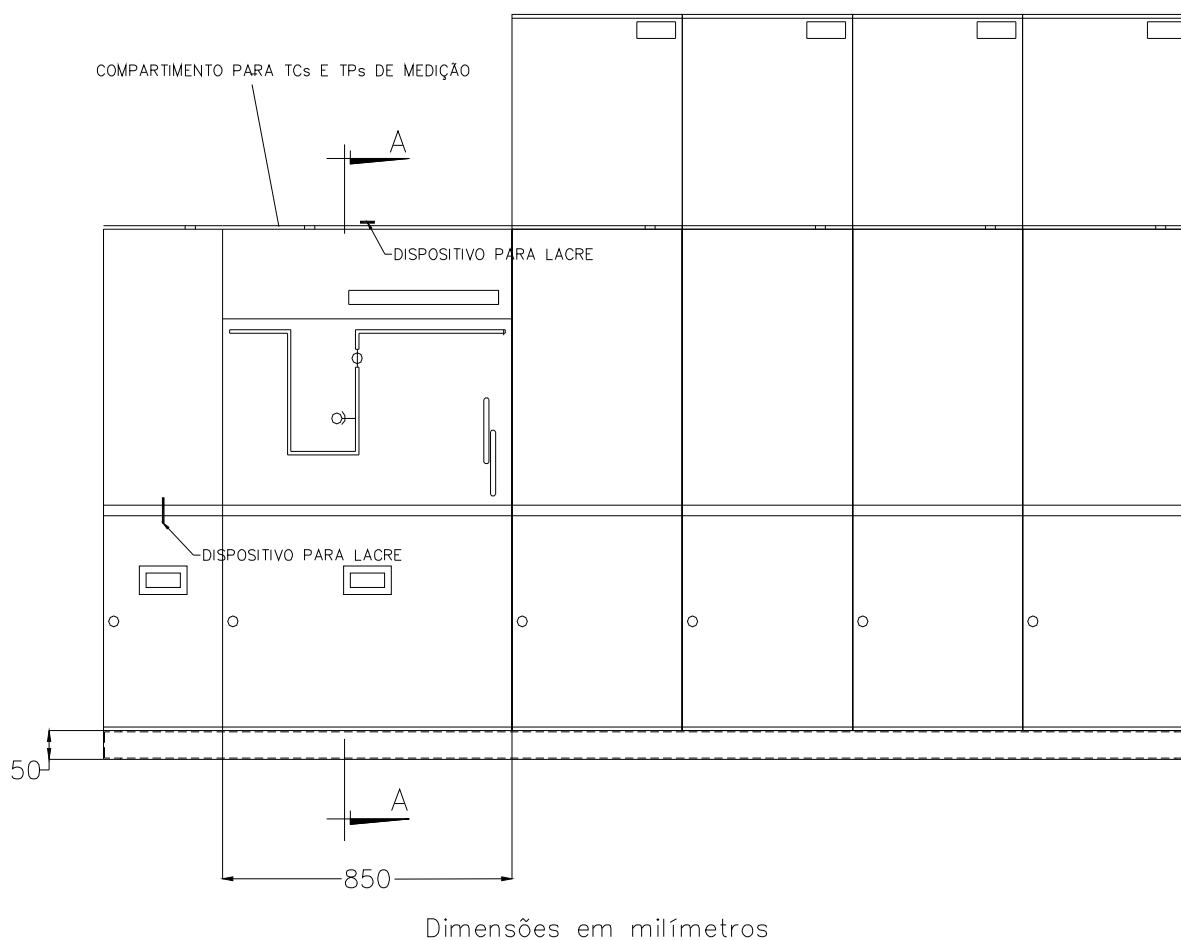 COMPARTIMENTO PARA TCs E TPs DE MEDIÇÃO
A
DISPOSITIVO PARA LACRE
DISPOSITIVO PARA LACRE
50
A
850
Dimensões em milímetros